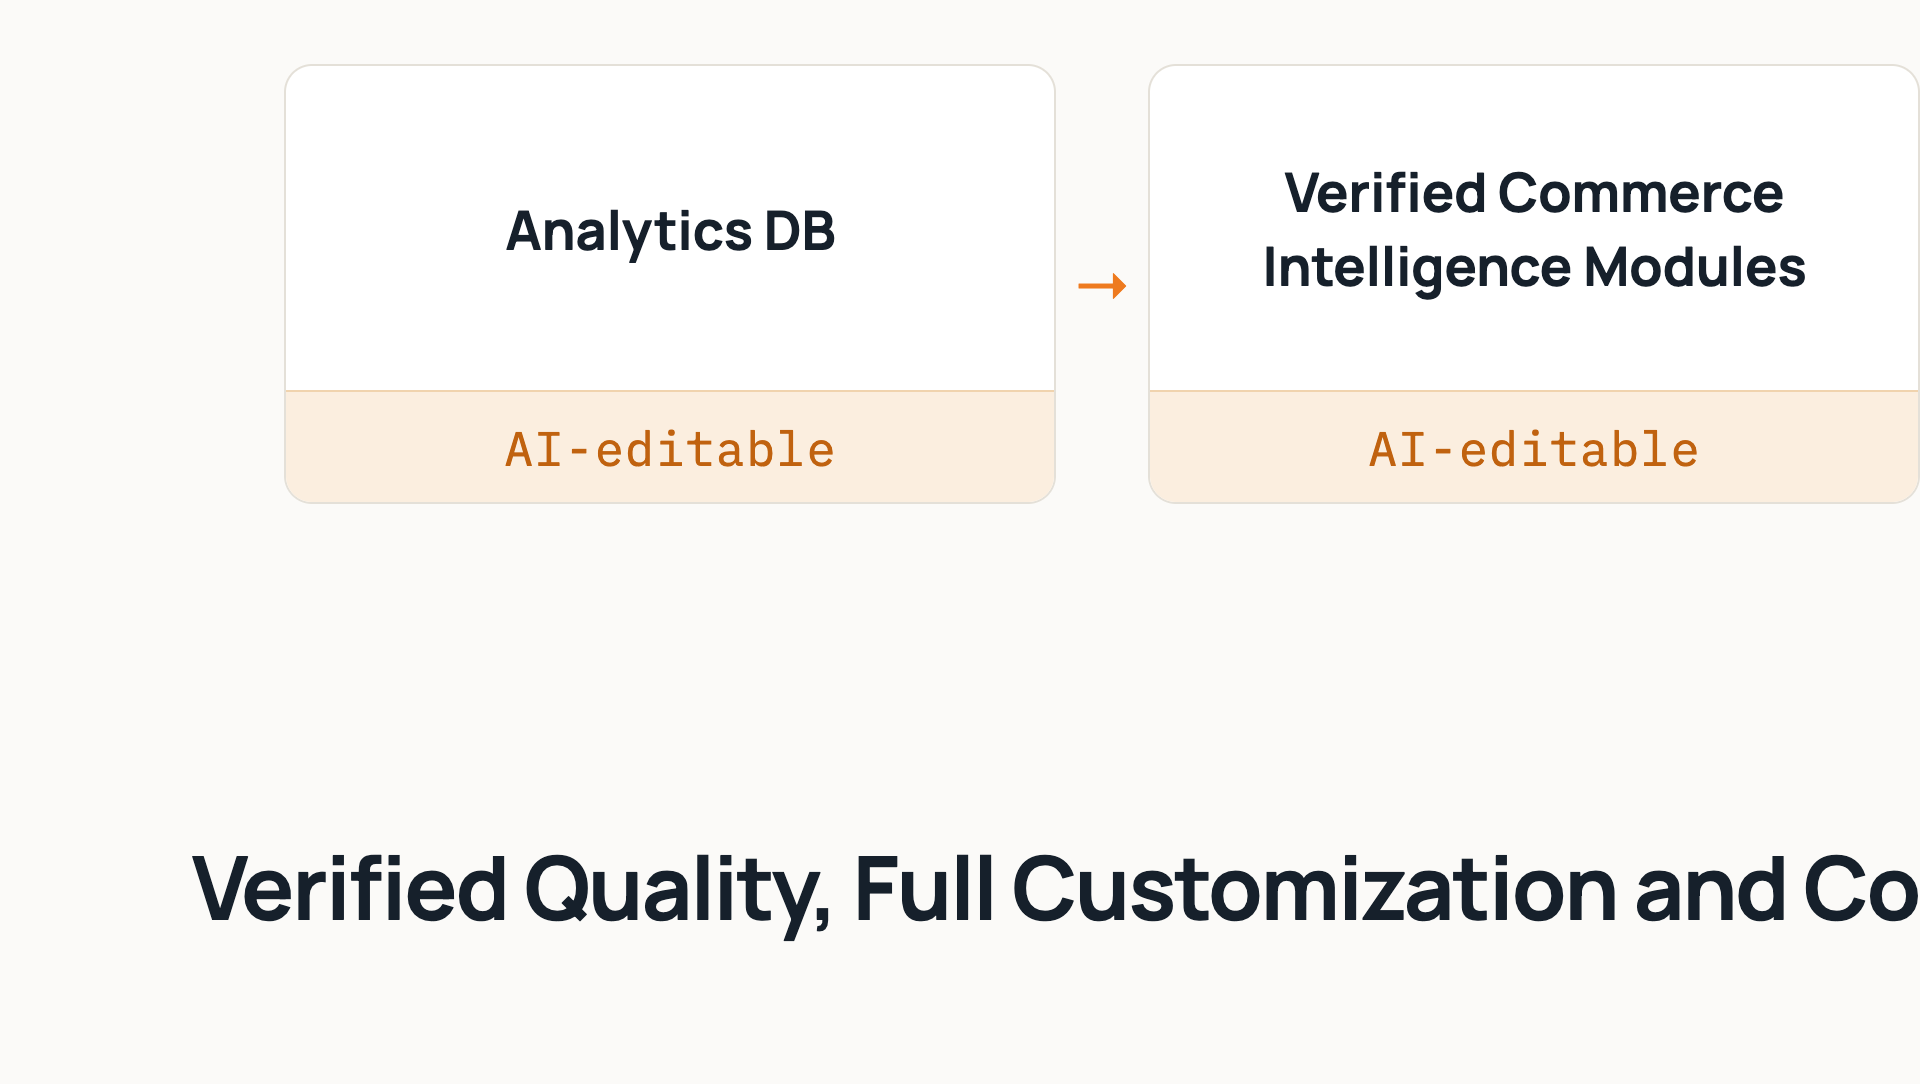 Analytics DB
Verified Commerce
Intelligence Modules
→
AI-editable
AI-editable
Verified Quality, Full Customization and Co